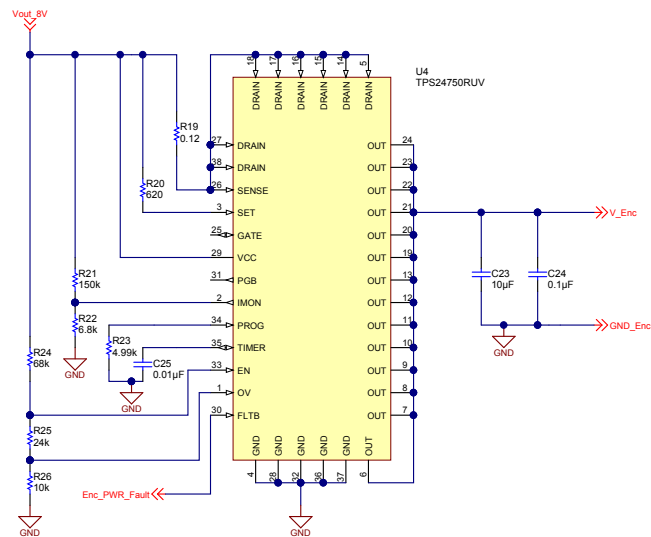 Vout_8V
U4
TPS24750RUV
18
17
16
15
14
5
DRAIN
DRAIN
DRAIN
DRAIN
DRAIN
DRAIN
R19
0.12
27
DRAIN
OUT
24
38
DRAIN
OUT
23
26
SENSE
OUT
22
R20
620
3
SET
OUT
21
V_Enc
25
GATE
OUT
20
29
VCC
OUT
19
R21
150k
31
PGB
OUT
13
C23
10µF
C24
0.1µF
2
IMON
OUT
12
R22
6.8k
34
PROG
OUT
11
GND_Enc
R23
4.99k
35
TIMER
OUT
10
GND
R24
68k
GND
C25
0.01µF
33
EN
OUT
9
1
OV
OUT
8
GND
30
FLTB
OUT
7
R25
24k
GND
GND
GND
GND
GND
OUT
4
28
32
36
37
6
R26
10k
Enc_PWR_Fault
GND
GND